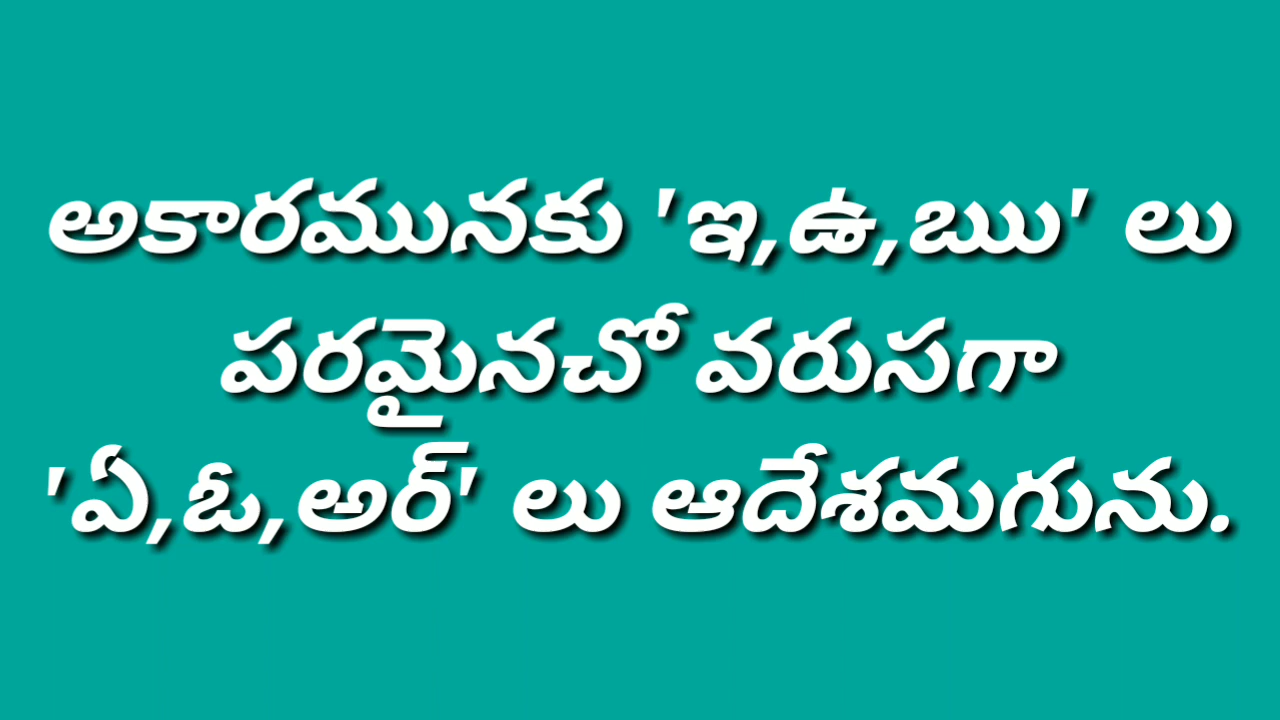 అకారమునకు 'ఇ,ఉ,ఋ' లు
పరమైనచో వరుసగా
'ఏ,ఓ,అర్' లు ఆదేశమగును.